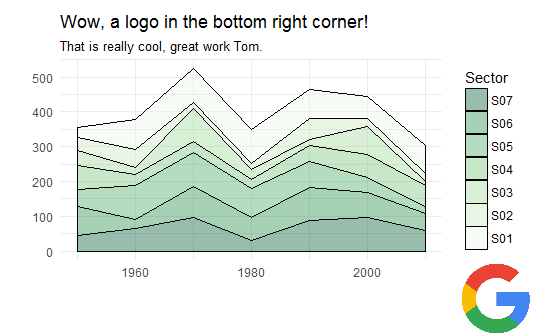 Wow, a logo in the bottom right corner!
That is really cool, great work Tom.
500
400
300
200
100
0
1960
1980
2000
Sector
S07
S06
S05
S04
S03
S02
S01
G